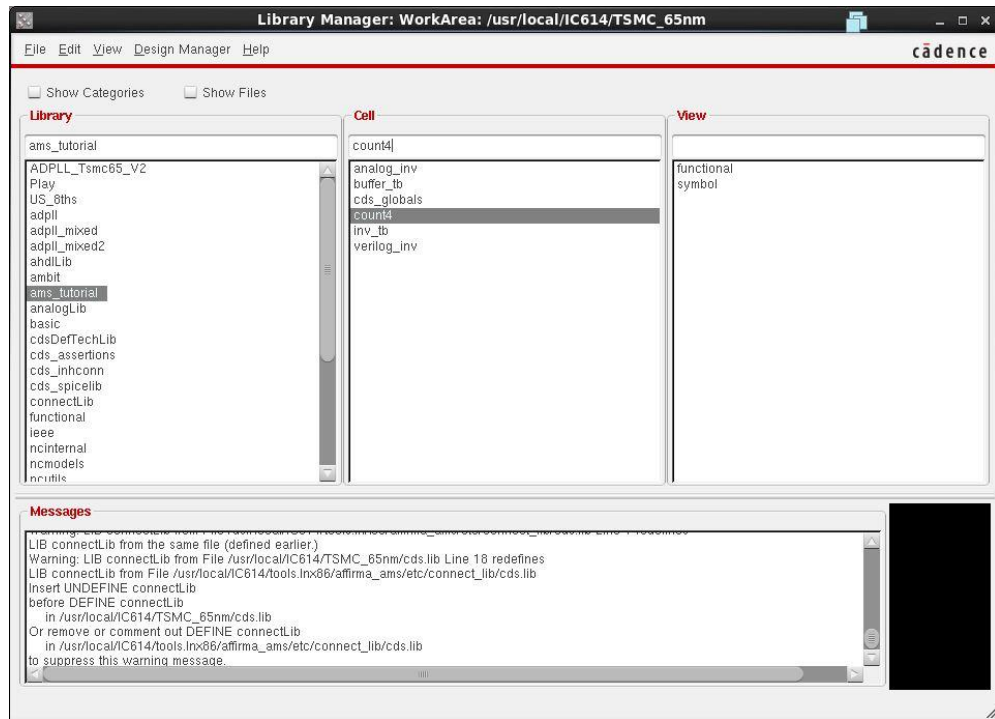 Library Manager: WorkArea: /usr/local/IC614/TSMC_65nm
File Edit View Design Manager Help
cādence
Show Categories Show Files
Library
ams_tutorial
ADPLL_Tsmc65_V2
Play
US_8ths
adpll
adpll_mixed
adpll_mixed2
ahdlLib
ambit
ams_tutorial
analogLib
basic
cdsDefTechLib
cds_assertions
cds_inhconn
cds_spicelib
connectLib
functional
ieee
ncinternal
ncmodels
ncutils
Cell
count4
analog_inv
buffer_tb
cds_globals
count4
inv_tb
verilog_inv
View
functional
symbol
Messages
LIB connectLib from the same file (defined earlier.)
Warning: LIB connectLib from File /usr/local/IC614/TSMC_65nm/cds.lib Line 18 redefines
LIB connectLib from File /usr/local/IC614/tools.lnx86/affirma_ams/etc/connect_lib/cds.lib
Insert UNDEFINE connectLib
before DEFINE connectLib
in /usr/local/IC614/TSMC_65nm/cds.lib
Or remove or comment out DEFINE connectLib
in /usr/local/IC614/tools.lnx86/affirma_ams/etc/connect_lib/cds.lib
to suppress this warning message.